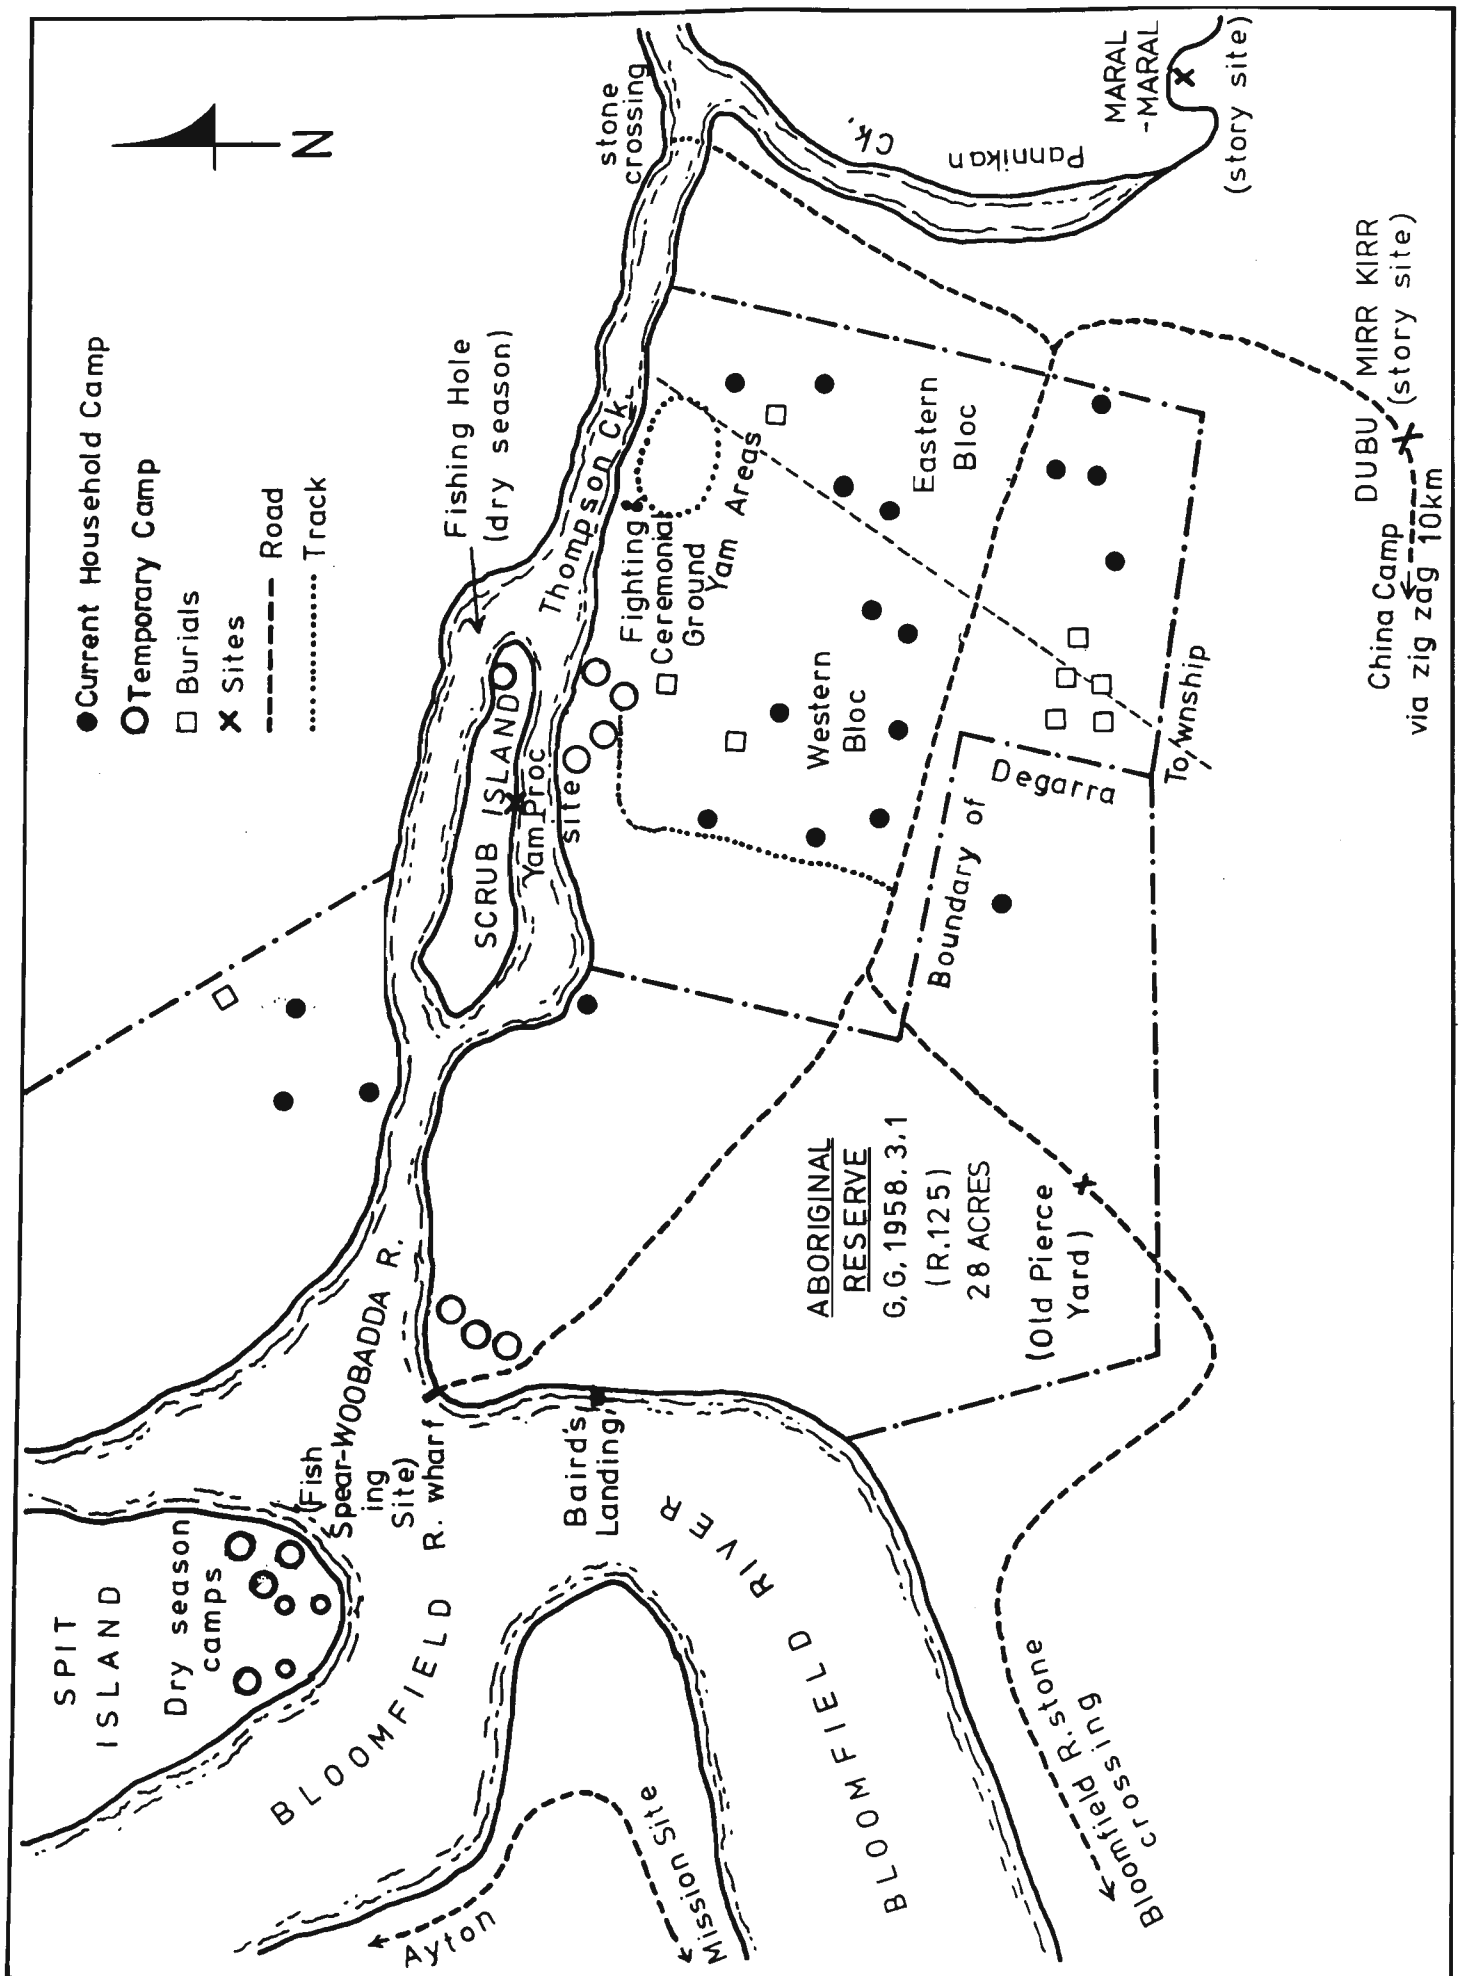 N
●Current Household Camp
OTemporary Camp
□ Burials
x Sites
------ Road
........ Track
SPIT
ISLAND
Dry season
camps
BLOOMFIELD
(Fish
Spear-
ing
Site)
WOOBADDA R.
R. wharf
Baird's
Landing
BLOOMFIELD RIVER
Ayton
Mission Site
Bloomfield R. stone
crossing
SCRUB ISLAND
Yam Proc
site
Fishing Hole
(dry season)
Thompson Ck.
stone
crossing
Pannikan Ck.
MARAL
-MARAL
(story site)
Fighting &
Ceremonial
Ground
Yam Areas
Western
Bloc
Eastern
Bloc
Boundary of
Degarra
Township
ABORIGINAL
RESERVE
G,G, 1958. 3.1
(R.125)
28 ACRES
(Old Pierce
Yard)
DUBU MIRR KIRR
(story site)
China Camp
via zig zag 10km